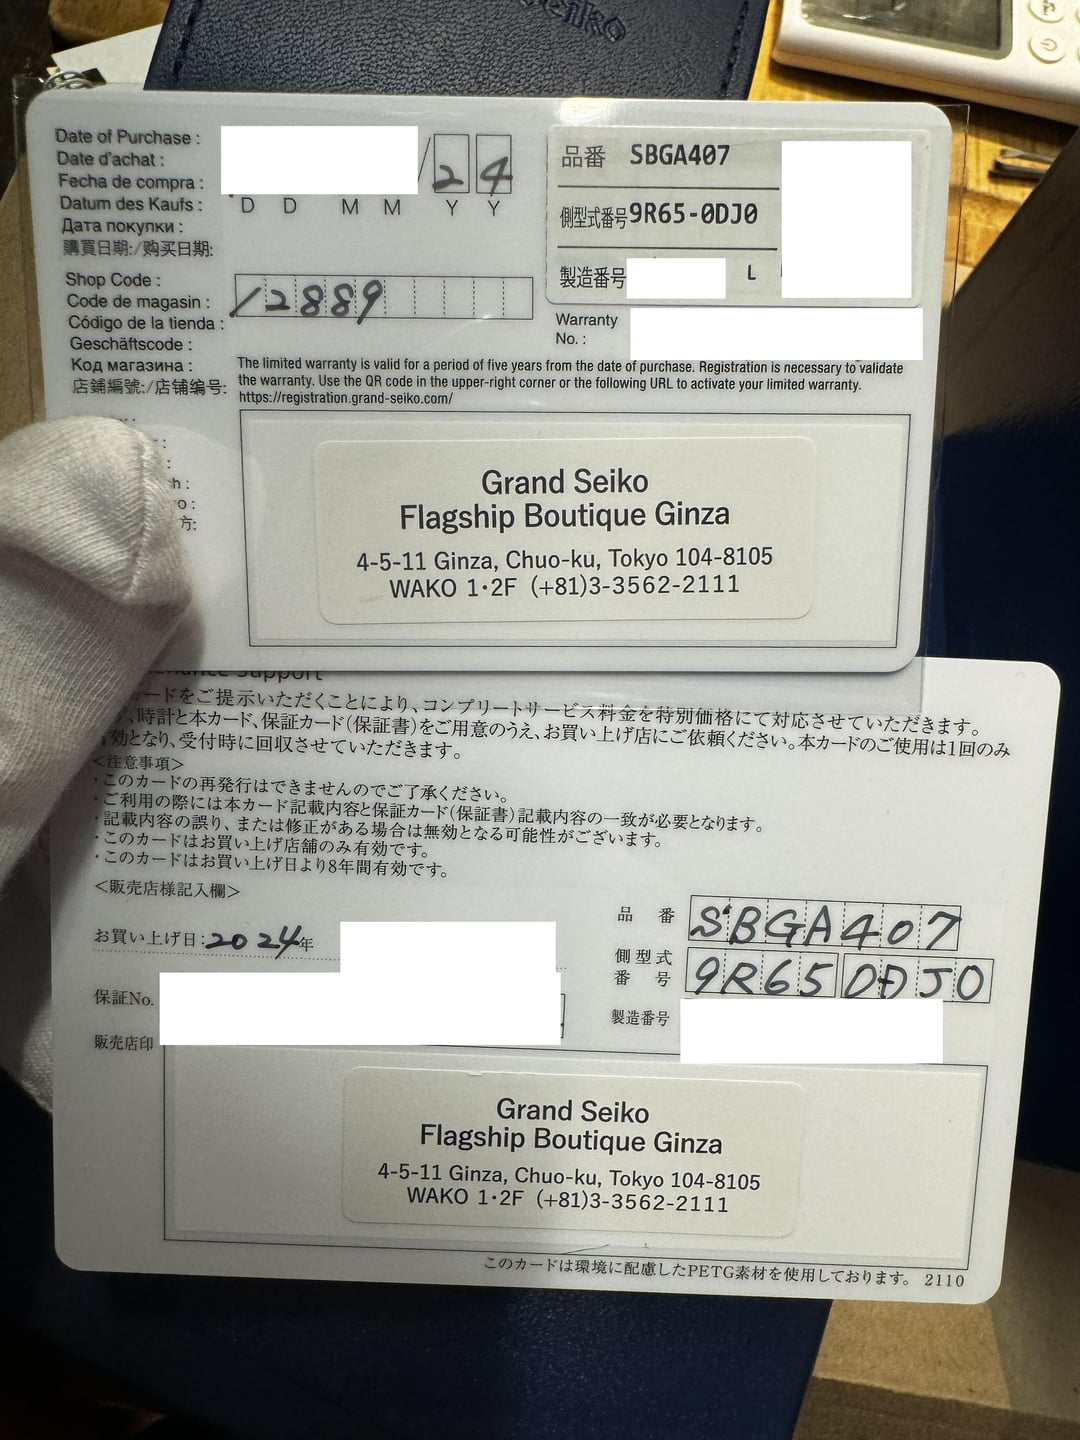 Seiko
Date of Purchase :
Date d'achat :
Fecha de compra :
Datum des Kaufs :
Дата покупки :
購買日期:/购买日期:
/ 2 4
D D M M Y Y
品番 SBGA407
側型式番号 9R65-0DJ0
製造番号 L
Shop Code :
Code de magasin :
Código de la tienda :
Geschäftscode :
Код магазина :
店鋪編號:/店铺编号:
/2889
Warranty
No. :
The limited warranty is valid for a period of five years from the date of purchase. Registration is necessary to validate
the warranty. Use the QR code in the upper-right corner or the following URL to activate your limited warranty.
https://registration.grand-seiko.com/
Grand Seiko
Flagship Boutique Ginza
4-5-11 Ginza, Chuo-ku, Tokyo 104-8105
WAKO 1・2F (+81)3-3562-2111
Support
ードをご提示いただくことにより、コンプリートサービス料金を特別価格にて対応させていただきます。
、時計と本カード、保証カード(保証書)をご用意のうえ、お買い上げ店にご依頼ください。本カードのご使用は1回のみ
効となり、受付時に回収させていただきます。
<注意事項>
・このカードの再発行はできませんのでご了承ください。
・ご利用の際には本カード記載内容と保証カード(保証書)記載内容の一致が必要となります。
・記載内容の誤り、または修正がある場合は無効となる可能性がございます。
・このカードはお買い上げ店舗のみ有効です。
・このカードはお買い上げ日より8年間有効です。
<販売店様記入欄>
お買い上げ日:2024年
保証No.
販売店印
品番 SBGA407
側型式
番号 9R65 0DJ0
製造番号
Grand Seiko
Flagship Boutique Ginza
4-5-11 Ginza, Chuo-ku, Tokyo 104-8105
WAKO 1・2F (+81)3-3562-2111
このカードは環境に配慮したPETG素材を使用しております。 2110